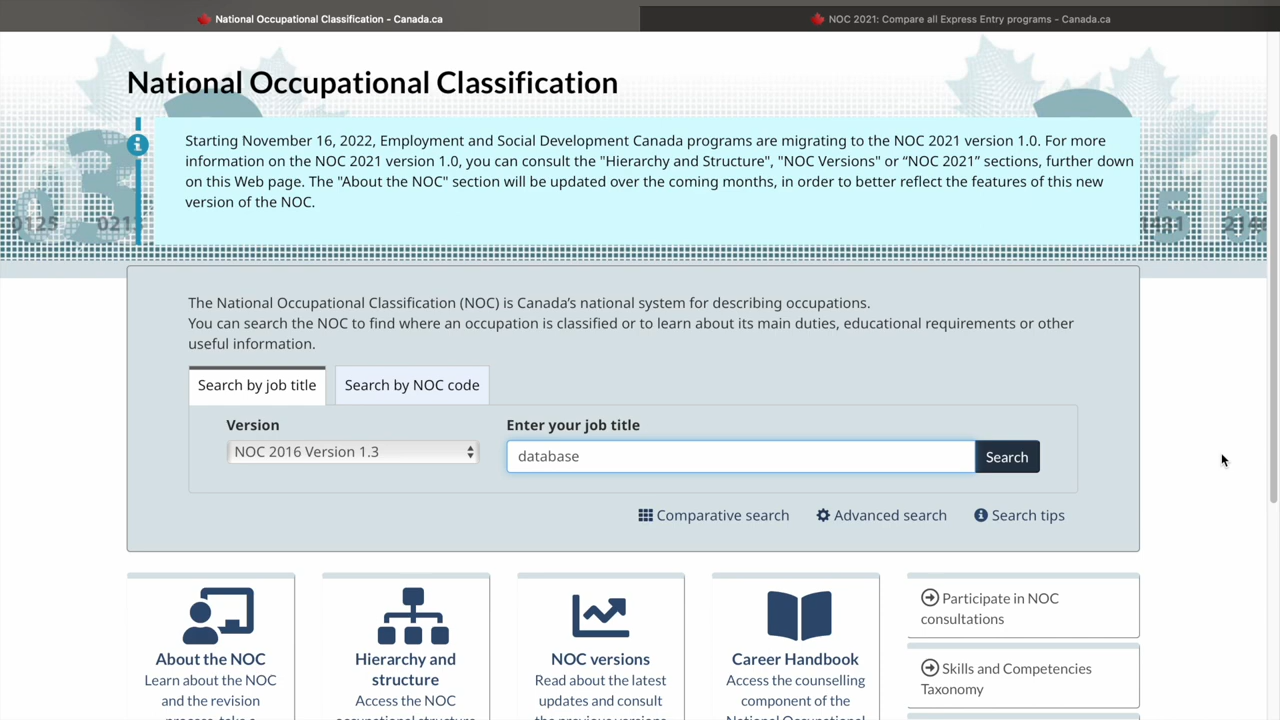 National Occupational Classification - Canada.ca
NOC 2021: Compare all Express Entry programs - Canada.ca
National Occupational Classification
Starting November 16, 2022, Employment and Social Development Canada programs are migrating to the NOC 2021 version 1.0. For more
information on the NOC 2021 version 1.0, you can consult the "Hierarchy and Structure", "NOC Versions" or “NOC 2021” sections, further down
on this Web page. The "About the NOC" section will be updated over the coming months, in order to better reflect the features of this new
version of the NOC.
0125
The National Occupational Classification (NOC) is Canada’s national system for describing occupations.
You can search the NOC to find where an occupation is classified or to learn about its main duties, educational requirements or other
useful information.
Search by job title
Search by NOC code
Version
Enter your job title
NOC 2016 Version 1.3
database
Search
Comparative search
Advanced search
Search tips
About the NOC
Learn about the NOC
and the revision
Hierarchy and
structure
Access the NOC
occupational structure
NOC versions
Read about the latest
updates and consult
the previous versions
Career Handbook
Access the counselling
component of the
National Occupational
Participate in NOC
consultations
Skills and Competencies
Taxonomy